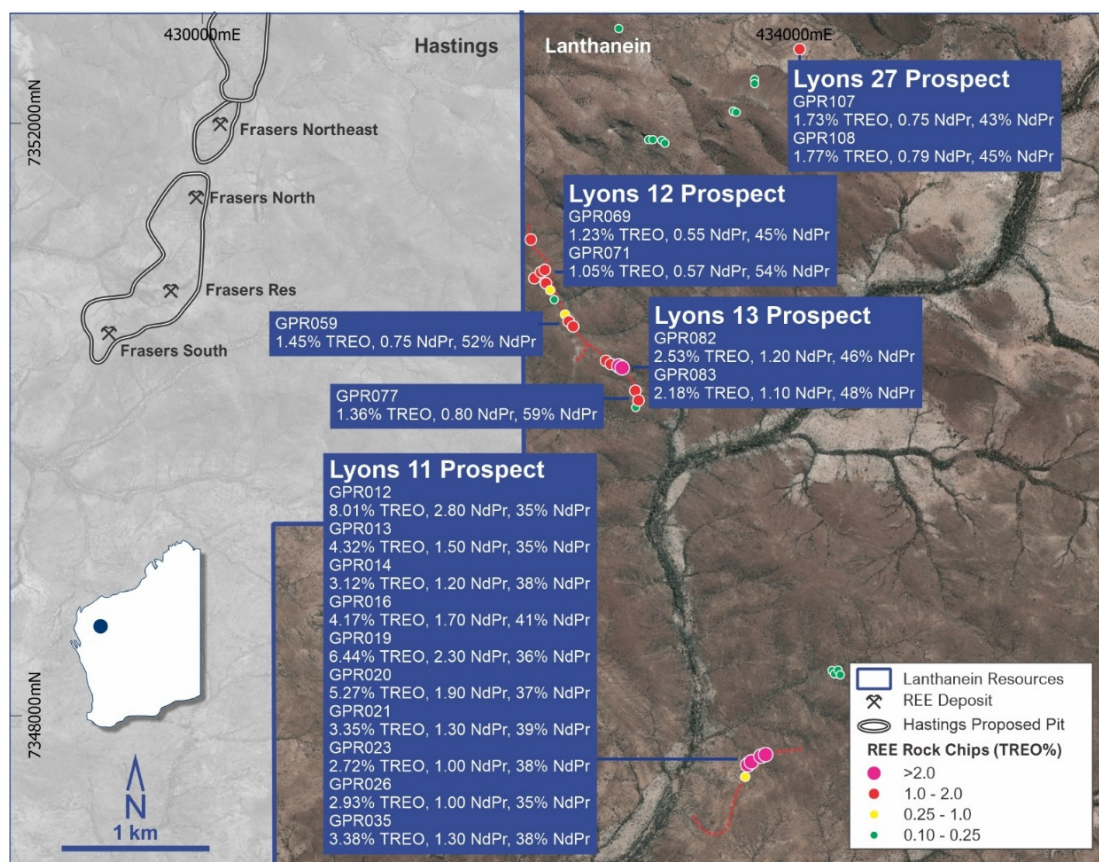 430000mE
434000mE
Hastings
Lanthanein
7352000mN
7348000mN
Frasers Northeast
Frasers North
Frasers Res
Frasers South
Lyons 27 Prospect
GPR107
1.73% TREO, 0.75 NdPr, 43% NdPr
GPR108
1.77% TREO, 0.79 NdPr, 45% NdPr
Lyons 12 Prospect
GPR069
1.23% TREO, 0.55 NdPr, 45% NdPr
GPR071
1.05% TREO, 0.57 NdPr, 54% NdPr
GPR059
1.45% TREO, 0.75 NdPr, 52% NdPr
Lyons 13 Prospect
GPR082
2.53% TREO, 1.20 NdPr, 46% NdPr
GPR083
2.18% TREO, 1.10 NdPr, 48% NdPr
GPR077
1.36% TREO, 0.80 NdPr, 59% NdPr
Lyons 11 Prospect
GPR012
8.01% TREO, 2.80 NdPr, 35% NdPr
GPR013
4.32% TREO, 1.50 NdPr, 35% NdPr
GPR014
3.12% TREO, 1.20 NdPr, 38% NdPr
GPR016
4.17% TREO, 1.70 NdPr, 41% NdPr
GPR019
6.44% TREO, 2.30 NdPr, 36% NdPr
GPR020
5.27% TREO, 1.90 NdPr, 37% NdPr
GPR021
3.35% TREO, 1.30 NdPr, 39% NdPr
GPR023
2.72% TREO, 1.00 NdPr, 38% NdPr
GPR026
2.93% TREO, 1.00 NdPr, 35% NdPr
GPR035
3.38% TREO, 1.30 NdPr, 38% NdPr
N
1 km
Lanthanein Resources
REE Deposit
Hastings Proposed Pit
REE Rock Chips (TREO%)
>2.0
1.0 - 2.0
0.25 - 1.0
0.10 - 0.25